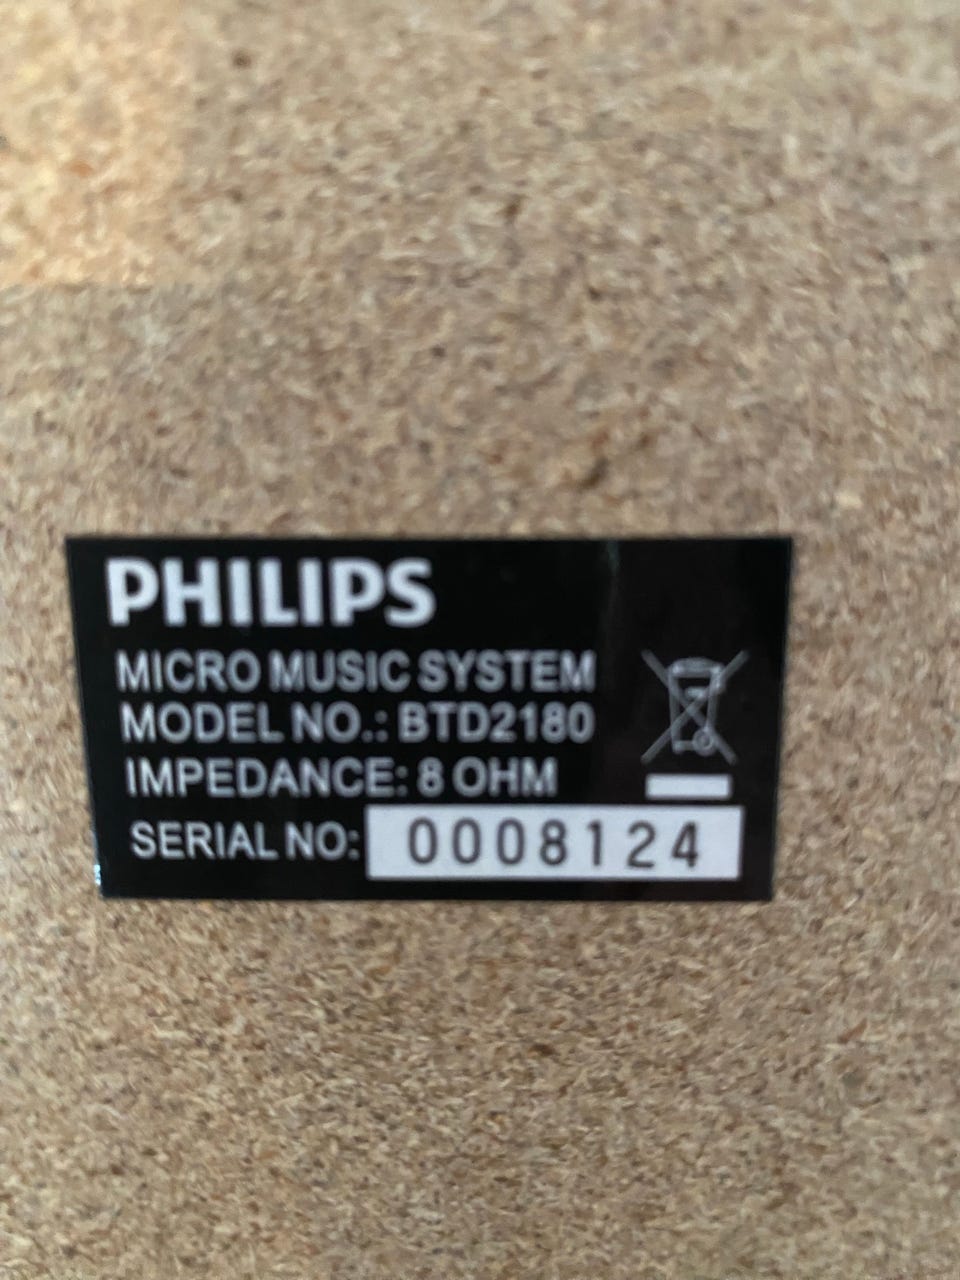 PHILIPS
MICRO MUSIC SYSTEM
MODEL NO.: BTD2180
IMPEDANCE: 8 OHM
SERIAL NO: 0008124